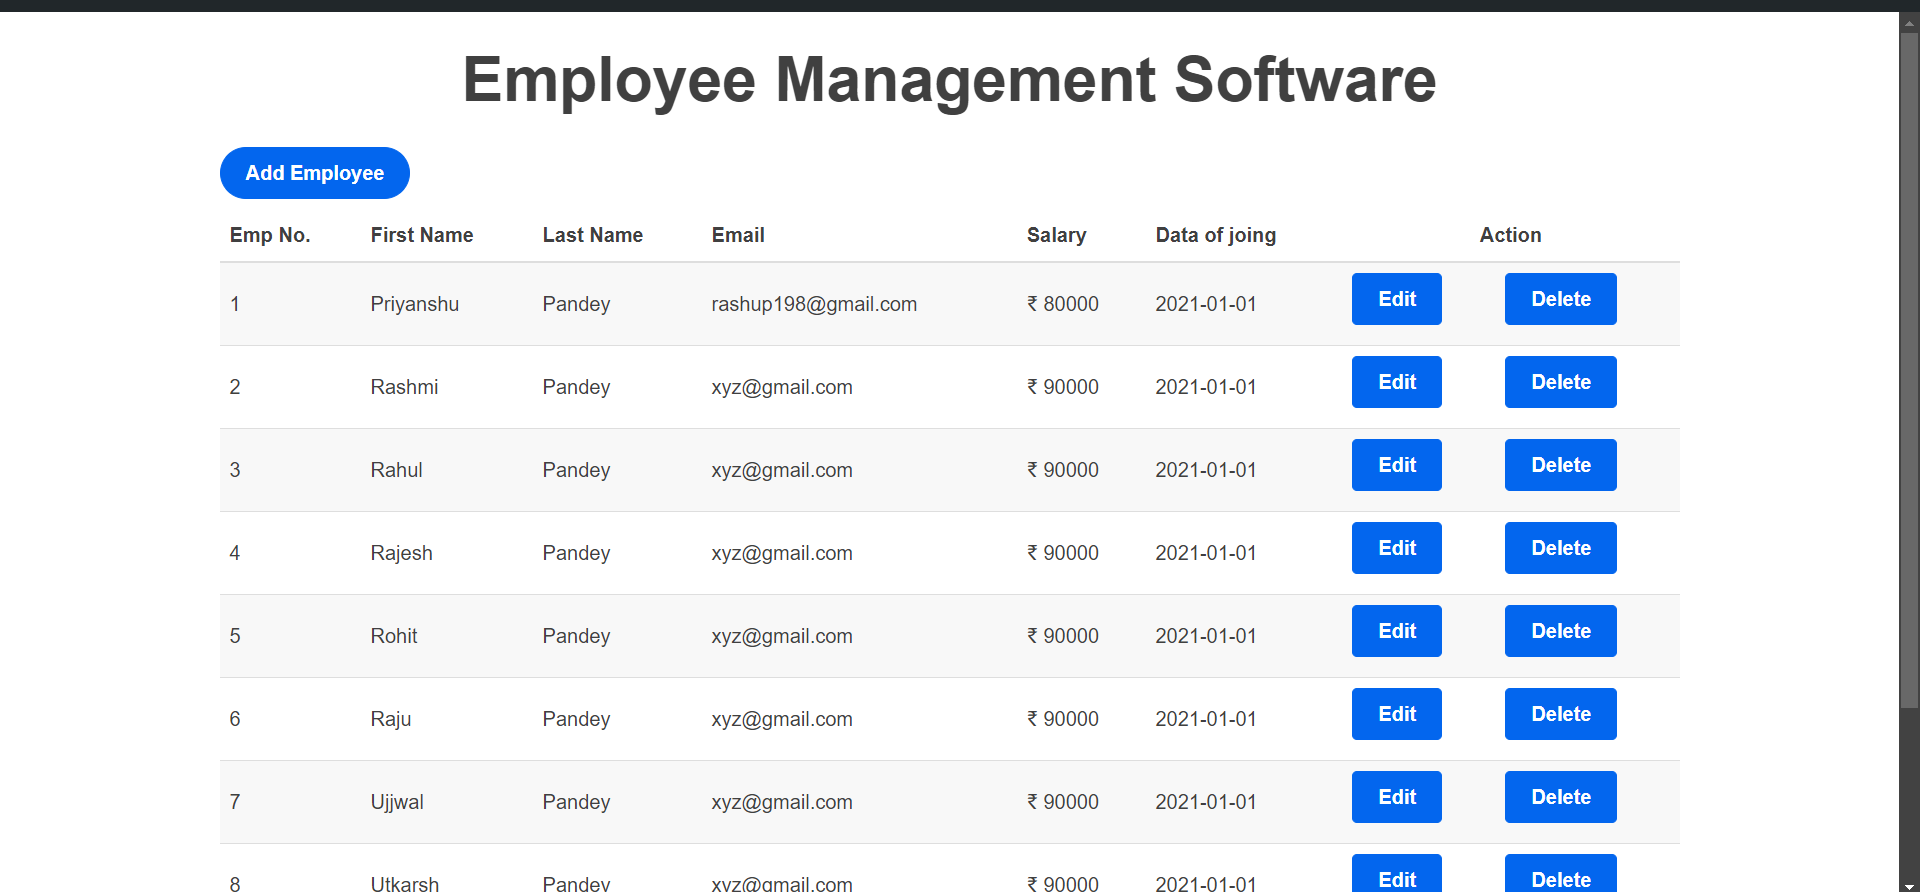 Employee Management Software
Add Employee
Emp No. First Name Last Name Email Salary Data of joing Action
1 Priyanshu Pandey rashup198@gmail.com ₹ 80000 2021-01-01 Edit Delete
2 Rashmi Pandey xyz@gmail.com ₹ 90000 2021-01-01 Edit Delete
3 Rahul Pandey xyz@gmail.com ₹ 90000 2021-01-01 Edit Delete
4 Rajesh Pandey xyz@gmail.com ₹ 90000 2021-01-01 Edit Delete
5 Rohit Pandey xyz@gmail.com ₹ 90000 2021-01-01 Edit Delete
6 Raju Pandey xyz@gmail.com ₹ 90000 2021-01-01 Edit Delete
7 Ujjwal Pandey xyz@gmail.com ₹ 90000 2021-01-01 Edit Delete
8 Utkarsh Pandey xyz@gmail.com ₹ 90000 2021-01-01 Edit Delete